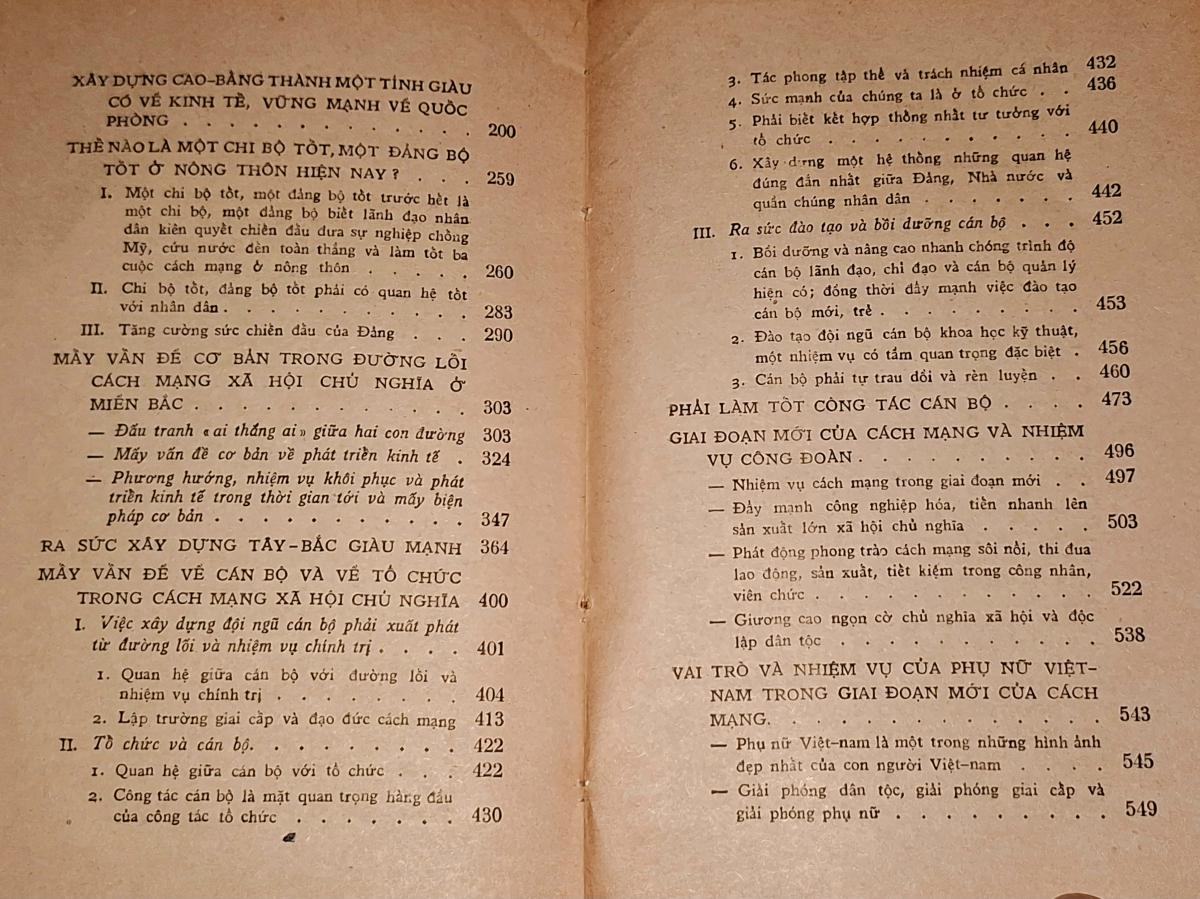 XÂY DỰNG CAO-BẰNG THÀNH MỘT TỈNH GIÀU
CÓ VỀ KINH TẾ, VỮNG MẠNH VỀ QUỐC
PHÒNG . . . . . . . . . . . . . 200
THẾ NÀO LÀ MỘT CHI BỘ TỐT, MỘT ĐẢNG BỘ
TỐT Ở NÔNG THÔN HIỆN NAY ? . . . 259
I. Một chi bộ tốt, một đảng bộ tốt trước hết là
một chi bộ, một đảng bộ biết lãnh đạo nhân
dân kiên quyết chiến đấu đưa sự nghiệp chống
Mỹ, cứu nước đến toàn thắng và làm tốt ba
cuộc cách mạng ở nông thôn . . . . . 260
II. Chi bộ tốt, đảng bộ tốt phải có quan hệ tốt
với nhân dân. . . . . . . . . . . 283
III. Tăng cường sức chiến đấu của Đảng . . . 290
MẤY VẤN ĐỀ CƠ BẢN TRONG ĐƯỜNG LỐI
CÁCH MẠNG XÃ HỘI CHỦ NGHĨA Ở
MIỀN BẮC . . . . . . . . . . . . 303
— Đấu tranh « ai thắng ai » giữa hai con đường 303
— Mấy vấn đề cơ bản về phát triển kinh tế . 324
— Phương hướng, nhiệm vụ khôi phục và phát
triển kinh tế trong thời gian tới và mấy biện
pháp cơ bản . . . . . . . . . . . 347
RA SỨC XÂY DỰNG TÂY-BẮC GIÀU MẠNH 364
MẤY VẤN ĐỀ VỀ CÁN BỘ VÀ VỀ TỔ CHỨC
TRONG CÁCH MẠNG XÃ HỘI CHỦ NGHĨA 400
I. Việc xây dựng đội ngũ cán bộ phải xuất phát
từ đường lối và nhiệm vụ chính trị . . . . 401
1. Quan hệ giữa cán bộ với đường lối và
nhiệm vụ chính trị . . . . . . . . 404
2. Lập trường giai cấp và đạo đức cách mạng 413
II. Tổ chức và cán bộ. . . . . . . . . 422
1. Quan hệ giữa cán bộ với tổ chức . . . 422
2. Công tác cán bộ là mặt quan trọng hàng đầu
của công tác tổ chức . . . . . . . 430
3. Tác phong tập thể và trách nhiệm cá nhân 432
4. Sức mạnh của chúng ta là ở tổ chức . . 436
5. Phải biết kết hợp thống nhất tư tưởng với
tổ chức . . . . . . . . . . 440
6. Xây dựng một hệ thống những quan hệ
đúng đắn nhất giữa Đảng, Nhà nước và
quần chúng nhân dân . . . . . . . 442
III. Ra sức đào tạo và bồi dưỡng cán bộ . . . 452
1. Bồi dưỡng và nâng cao nhanh chóng trình độ
cán bộ lãnh đạo, chỉ đạo và cán bộ quản lý
hiện có; đồng thời đẩy mạnh việc đào tạo
cán bộ mới, trẻ . . . . . . . . . 453
2. Đào tạo đội ngũ cán bộ khoa học kỹ thuật,
một nhiệm vụ có tầm quan trọng đặc biệt . 456
3. Cán bộ phải tự trau dồi và rèn luyện . . 460
PHẢI LÀM TỐT CÔNG TÁC CÁN BỘ . . . . 473
GIAI ĐOẠN MỚI CỦA CÁCH MẠNG VÀ NHIỆM
VỤ CÔNG ĐOÀN. . . . . . . . . . 496
— Nhiệm vụ cách mạng trong giai đoạn mới . . 497
— Đẩy mạnh công nghiệp hóa, tiến nhanh lên
sản xuất lớn xã hội chủ nghĩa . . . . . 503
— Phát động phong trào cách mạng sôi nổi, thi đua
lao động, sản xuất, tiết kiệm trong công nhân,
viên chức . . . . . . . . . . . . 522
— Giương cao ngọn cờ chủ nghĩa xã hội và độc
lập dân tộc . . . . . . . . . . . 538
VAI TRÒ VÀ NHIỆM VỤ CỦA PHỤ NỮ VIỆT-
NAM TRONG GIAI ĐOẠN MỚI CỦA CÁCH
MẠNG. . . . . . . . . . . . . . 543
— Phụ nữ Việt-nam là một trong những hình ảnh
đẹp nhất của con người Việt-nam . . . . 545
— Giải phóng dân tộc, giải phóng giai cấp và
giải phóng phụ nữ . . . . . . . . . 549